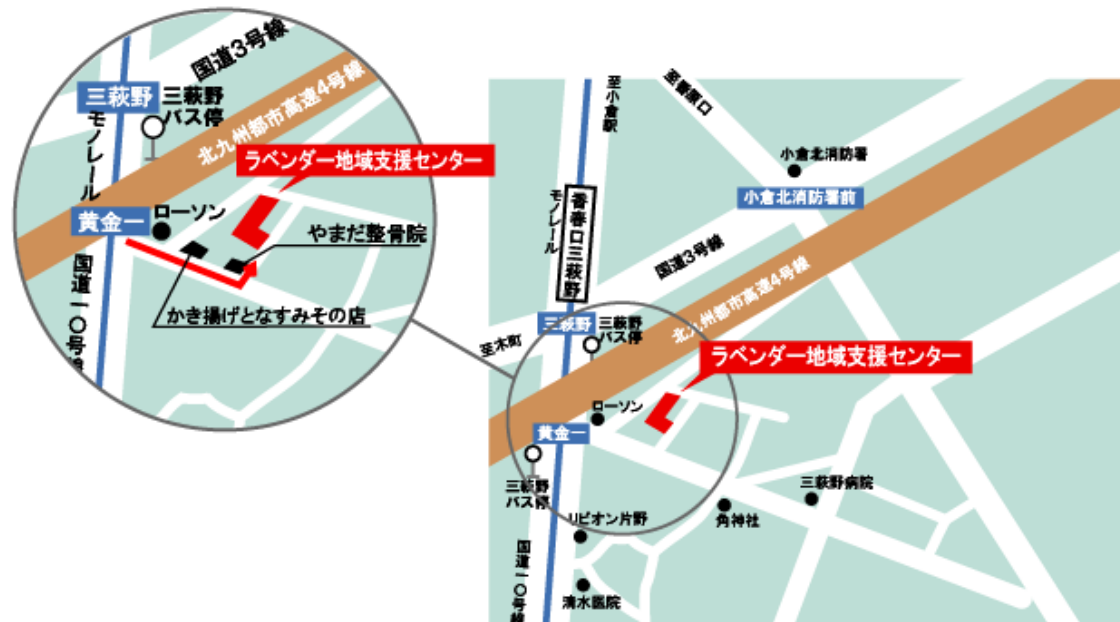 国道3号線
三萩野
三萩野
バス停
モノレール
北九州都市高速4号線
ラベンダー地域支援センター
黄金一
ローソン
やまだ整骨院
国道一〇号線
かき揚げとなすみその店
至小倉駅
至香原口
小倉北消防署
小倉北消防署前
香春口三萩野
モノレール
国道3号線
北九州都市高速4号線
三萩野
三萩野
バス停
至木町
ラベンダー地域支援センター
ローソン
黄金一
三萩野
バス停
三萩野病院
角神社
リビオン片野
国道一〇号線
清水医院